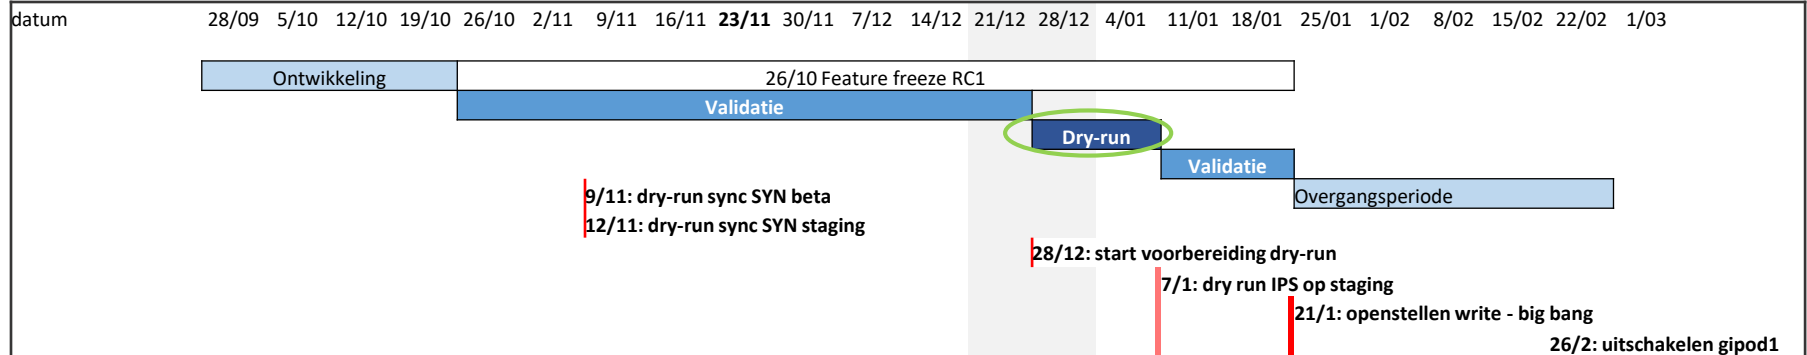 datum 28/09 5/10 12/10 19/10 26/10 2/11 9/11 16/11 23/11 30/11 7/12 14/12 21/12 28/12 4/01 11/01 18/01 25/01 1/02 8/02 15/02 22/02 1/03
Ontwikkeling 26/10 Feature freeze RC1
Validatie
Dry-run
Validatie
9/11: dry-run sync SYN beta Overgangsperiode
12/11: dry-run sync SYN staging
28/12: start voorbereiding dry-run
7/1: dry run IPS op staging
21/1: openstellen write - big bang
26/2: uitschakelen gipod1